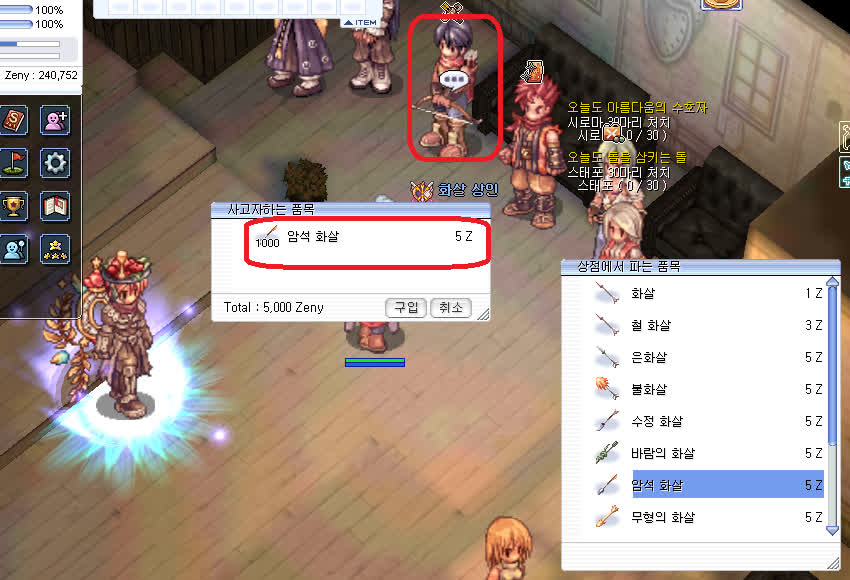 100%
100%
ITEM
Zeny : 240,752
오늘도 아름다움의 수호자
시로마 30마리 처치
시로 ( 0 / 30 )
오늘도 돌을 삼키는 돌
스태포 30마리 처치
스태포 ( 0 / 30 )
화살 상인
사고자하는 품목
1000 암석 화살 5 Z
Total : 5,000 Zeny 구입 취소
상점에서 파는 품목
화살 1 Z
철 화살 3 Z
은화살 5 Z
불화살 5 Z
수정 화살 5 Z
바람의 화살 5 Z
암석 화살 5 Z
무형의 화살 5 Z